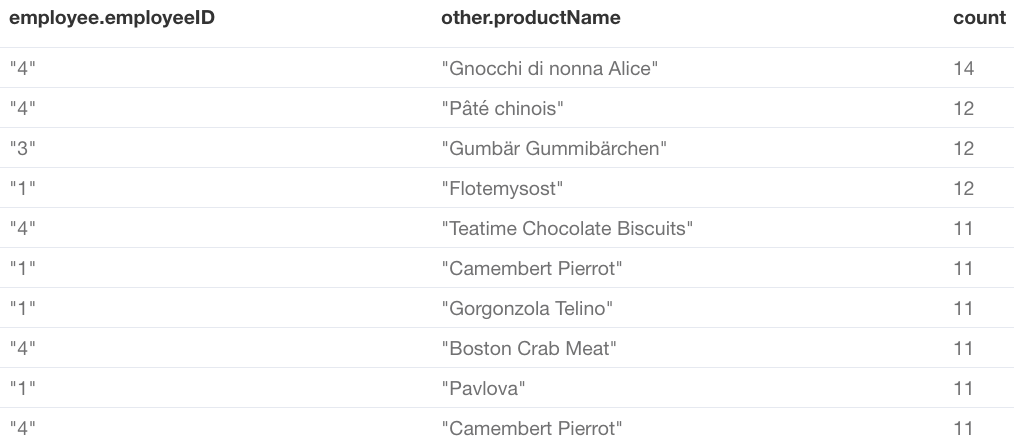 employee.employeeID other.productName count
"4" "Gnocchi di nonna Alice" 14
"4" "Pâté chinois" 12
"3" "Gumbär Gummibärchen" 12
"1" "Flotemysost" 12
"4" "Teatime Chocolate Biscuits" 11
"1" "Camembert Pierrot" 11
"1" "Gorgonzola Telino" 11
"4" "Boston Crab Meat" 11
"1" "Pavlova" 11
"4" "Camembert Pierrot" 11